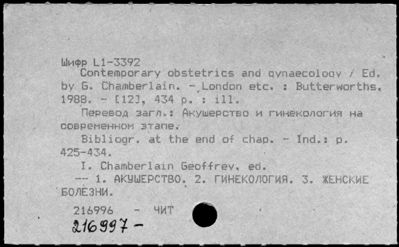 Шифр L1-3392
Contemporary obstetrics and gynaecology / Ed.
by G. Chamberlain. - London etc. : Butterworths,
1988. - [12], 434 p. : ill.
Перевод загл.: Акушерство и гинекология на
современном этапе.
Bibliogr. at the end of chap. - Ind.: p.
425-434.
I. Chamberlain Geoffrey, ed.
-- 1. АКУШЕРСТВО. 2. ГИНЕКОЛОГИЯ. 3. ЖЕНСКИЕ
БОЛЕЗНИ.
216996 - ЧИТ
216997 -